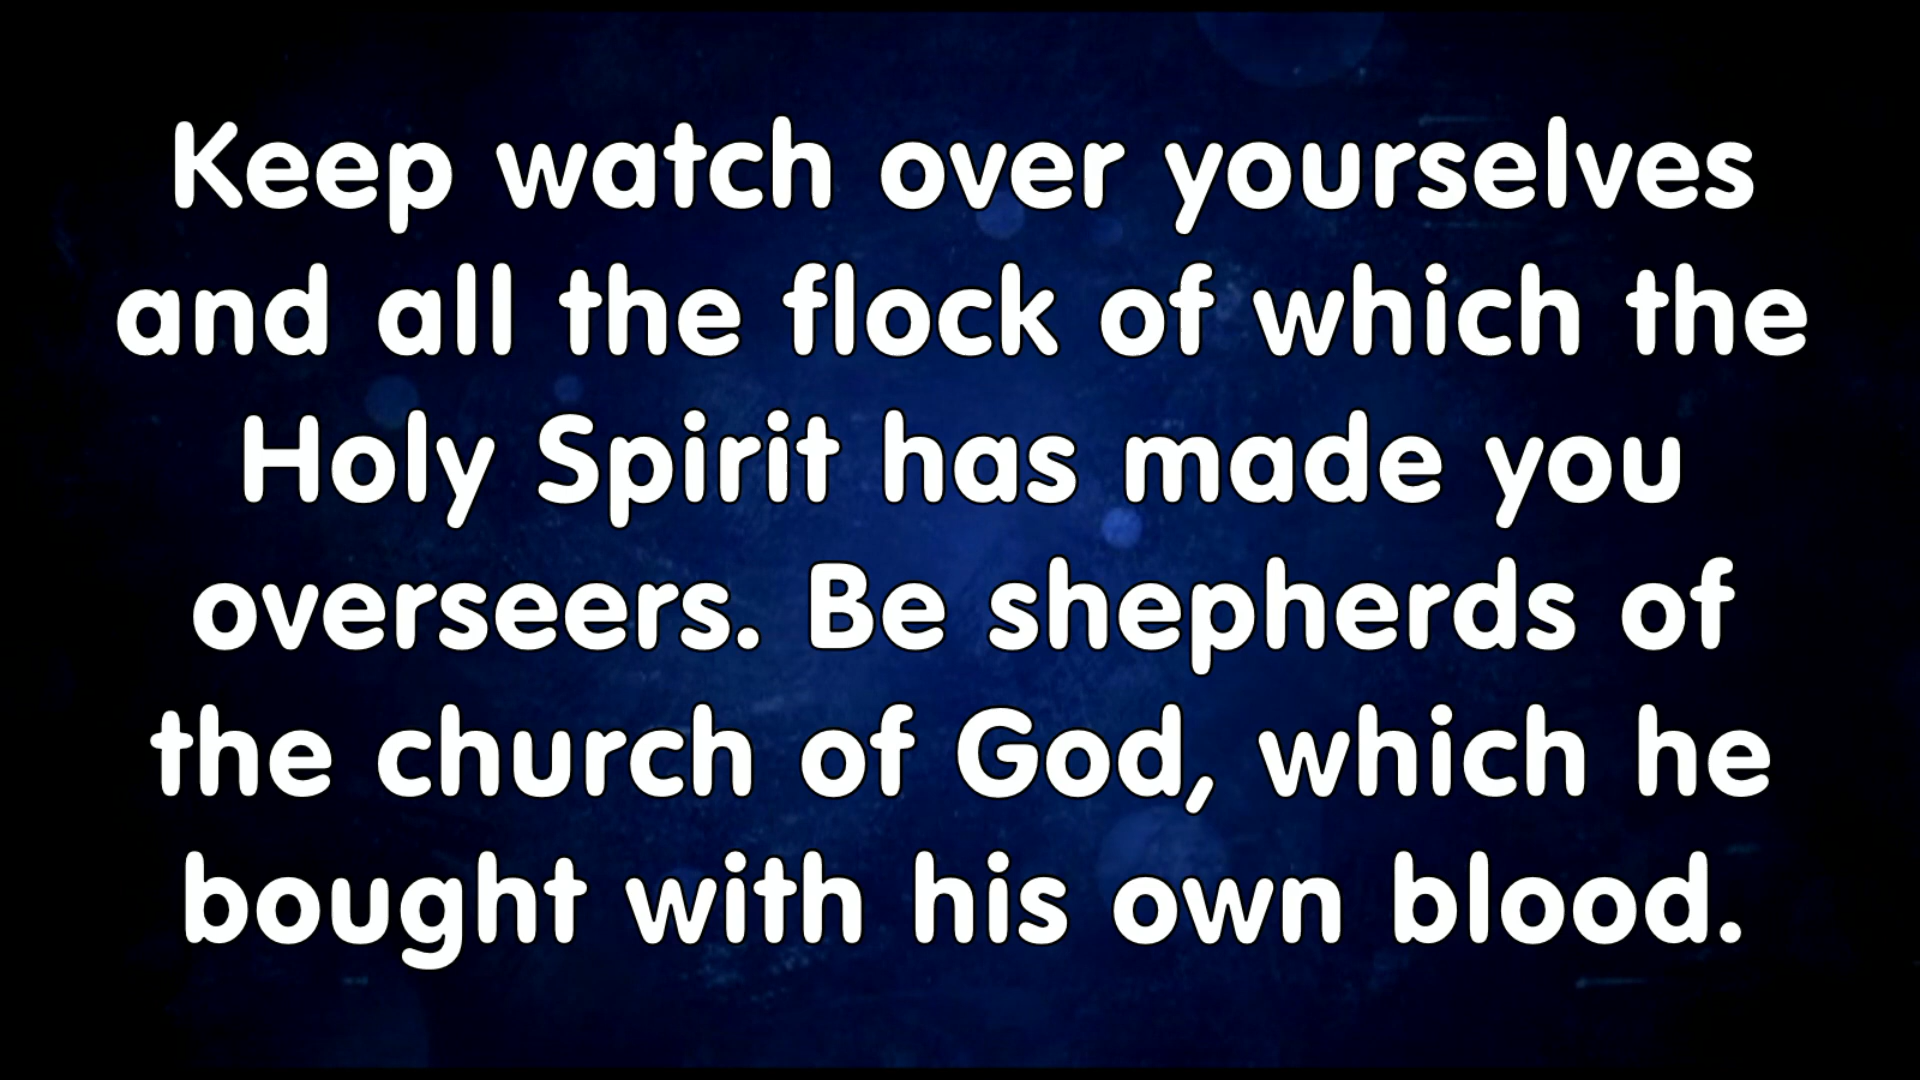 Keep watch over yourselves
and all the flock of which the
Holy Spirit has made you
overseers. Be shepherds of
the church of God, which he
bought with his own blood.